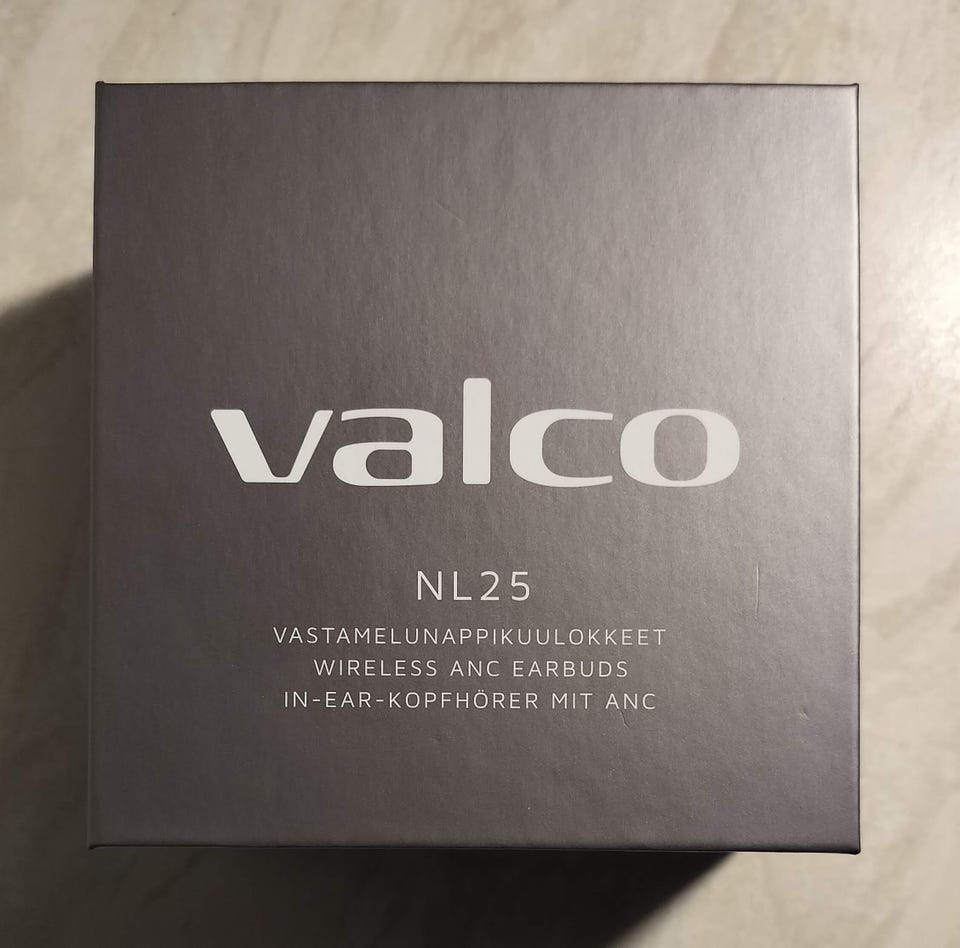 valco
NL25
VASTAMELUNAPPIKUULOKKEET
WIRELESS ANC EARBUDS
IN-EAR-KOPFHÖRER MIT ANC